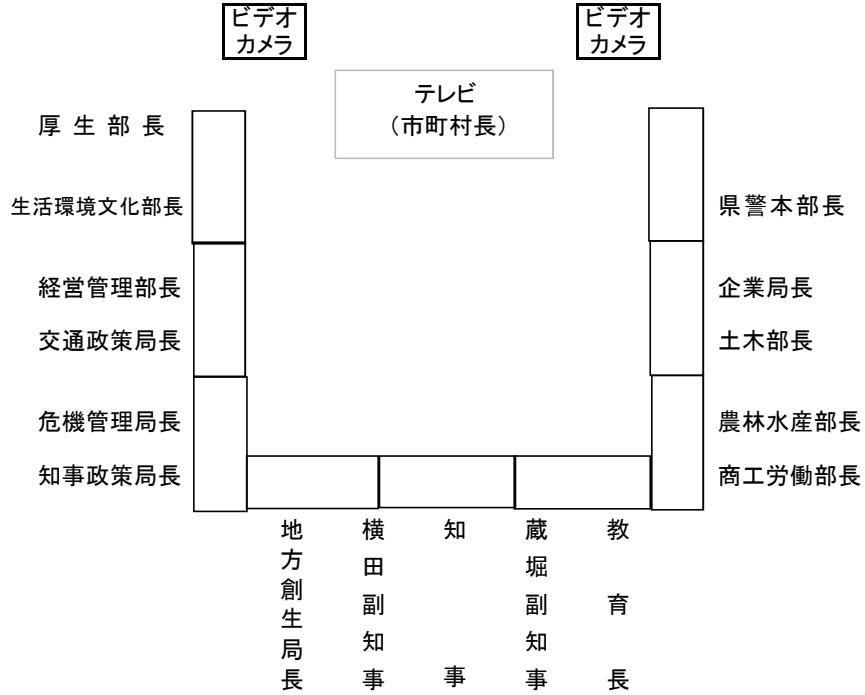 ビデオ
カメラ
ビデオ
カメラ
テレビ
（市町村長）
厚生部長
生活環境文化部長
経営管理部長
交通政策局長
危機管理局長
知事政策局長
県警本部長
企業局長
土木部長
農林水産部長
商工労働部長
地方創生局長
横田副知事
知事
蔵堀副知事
教育長